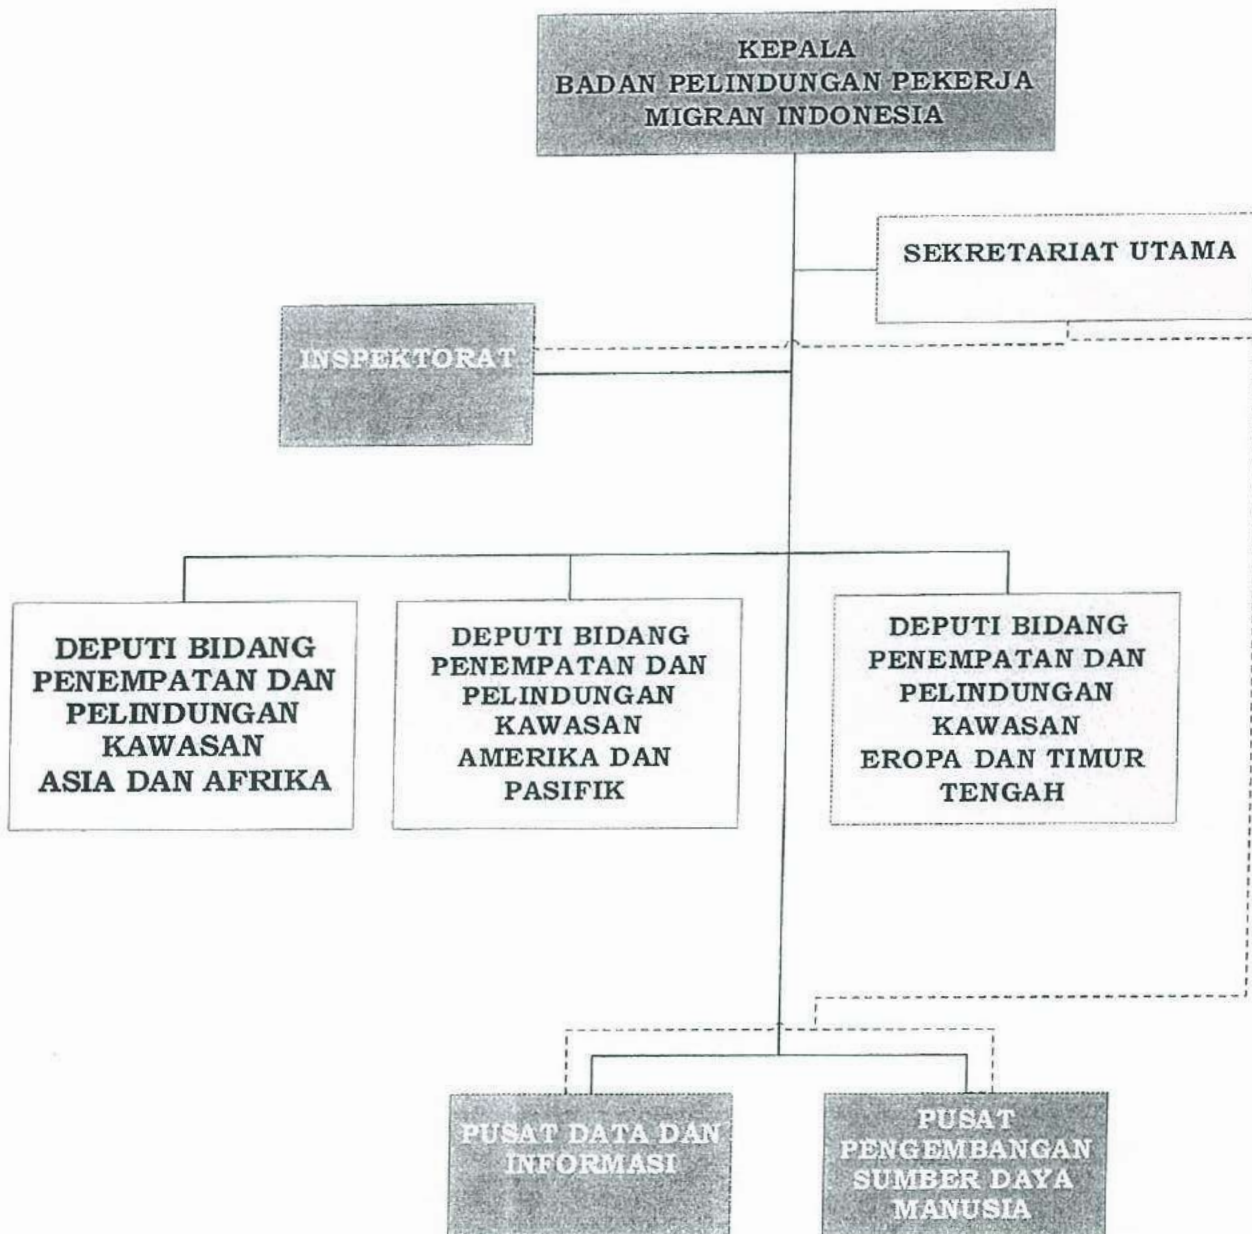 KEPALA
BADAN PELINDUNGAN PEKERJA
MIGRAN INDONESIA
SEKRETARIAT UTAMA
INSPEKTORAT
DEPUTI BIDANG
PENEMPATAN DAN
PELINDUNGAN
KAWASAN
ASIA DAN AFRIKA
DEPUTI BIDANG
PENEMPATAN DAN
PELINDUNGAN
KAWASAN
AMERIKA DAN
PASIFIK
DEPUTI BIDANG
PENEMPATAN DAN
PELINDUNGAN
KAWASAN
EROPA DAN TIMUR
TENGAH
PUSAT DATA DAN
INFORMASI
PUSAT
PENGEMBANGAN
SUMBER DAYA
MANUSIA